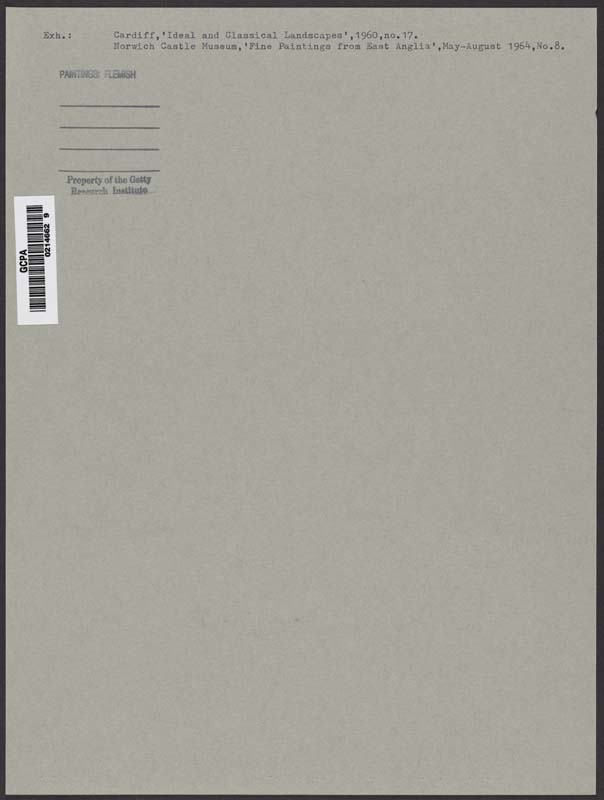 Exh.: Cardiff,'Ideal and Classical Landscapes',1960,no.17.
Norwich Castle Museum,'Fine Paintings from East Anglia',May-August 1964,No.8.
PAINTINGS: FLEMISH
Property of the Getty
Research Institute
GCPA
0214662 9